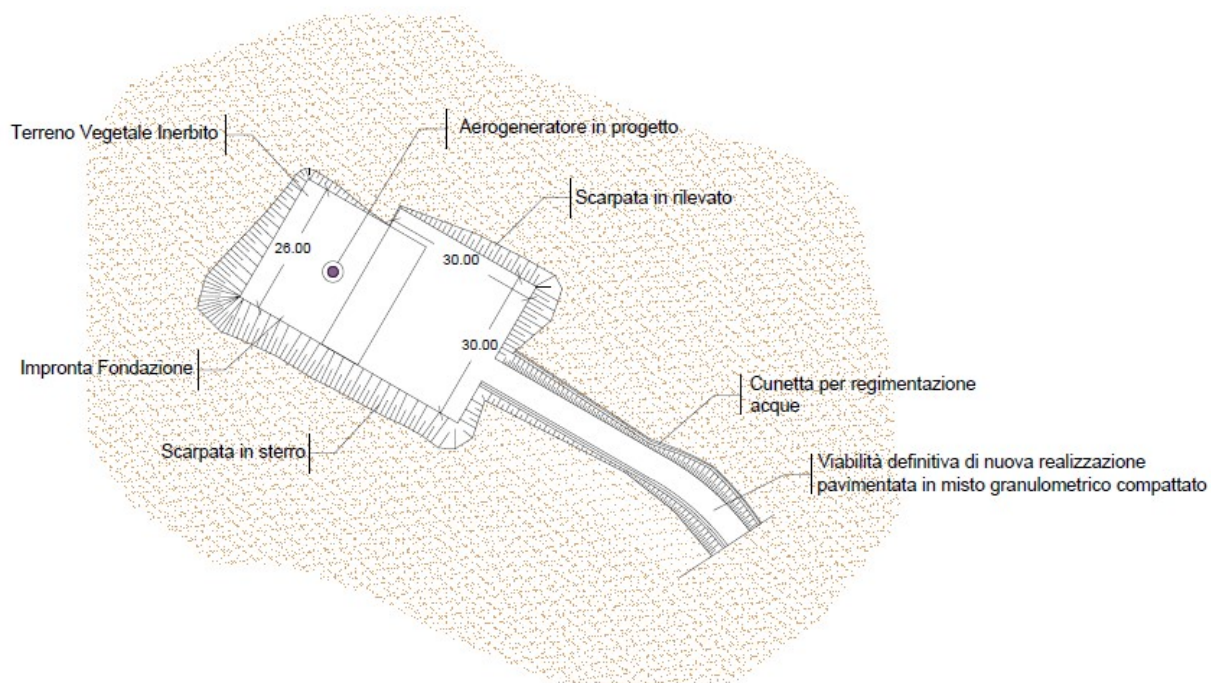 Terreno Vegetale Inerbito
Aerogeneratore in progetto
Scarpata in rilevato
26.00
30.00
30.00
Impronta Fondazione
Cunetta per regimentazione
acque
Scarpata in sterro
Viabilità definitiva di nuova realizzazione
pavimentata in misto granulometrico compattato